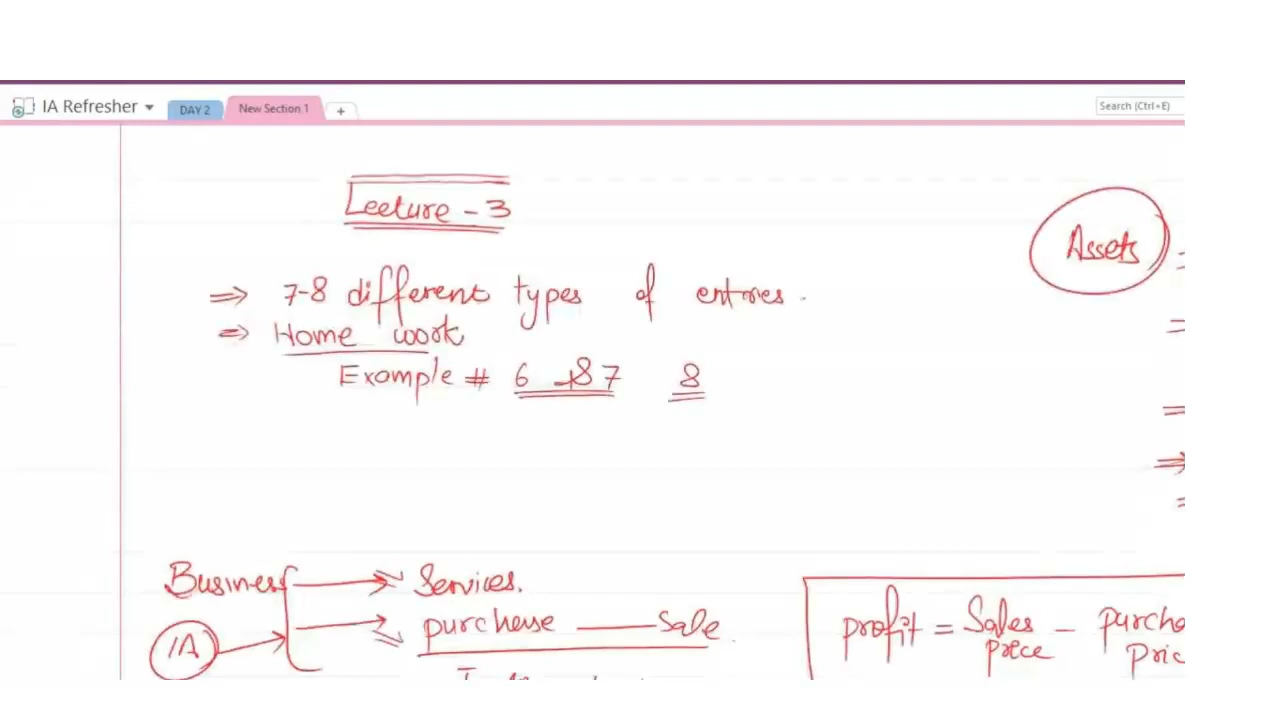 IA Refresher
DAY 2
New Section 1
+
Search (Ctrl+E)
Lecture - 3
Assets
⇒ 7-8 different types of entries.
⇒ Home work
Example # 6 7 8
Business → Services.
IA → purchase — Sale
profit = Sales price - purcha
pric